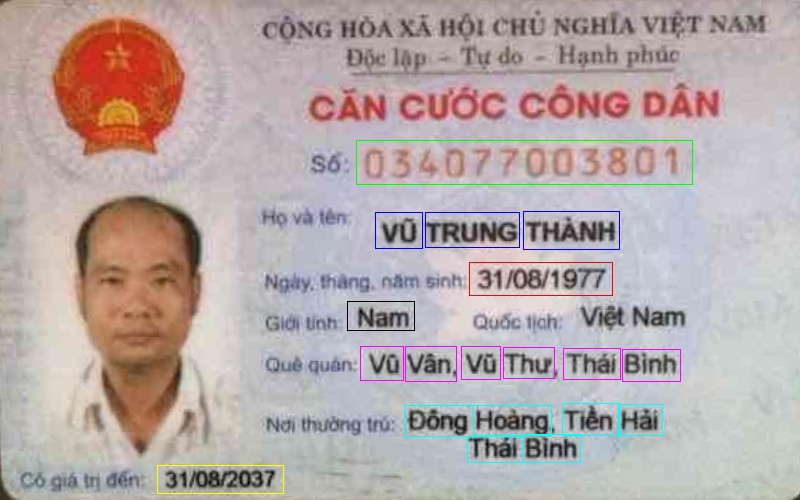 CỘNG HÒA XÃ HỘI CHỦ NGHĨA VIỆT NAM
Độc lập - Tự do - Hạnh phúc
CĂN CƯỚC CÔNG DÂN
Số: 034077003801
Họ và tên: VŨ TRUNG THÀNH
Ngày, tháng, năm sinh: 31/08/1977
Giới tính: Nam Quốc tịch: Việt Nam
Quê quán: Vũ Vân, Vũ Thư, Thái Bình
Nơi thường trú: Đông Hoàng, Tiền Hải
Thái Bình
Có giá trị đến: 31/08/2037